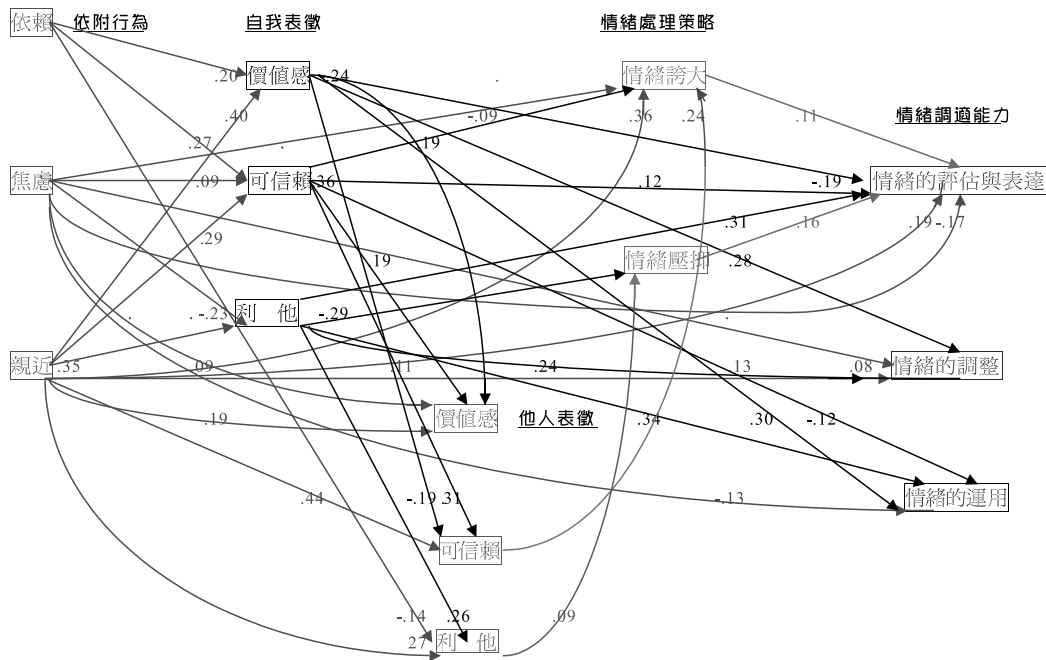 依賴 依附行為 自我表徵 情緒處理策略
.20 價值感 .24 . 情緒誇大
.40 -.09 .36 .24 .11 情緒調適能力
.27 . .19
焦慮 .09 可信賴 .36 .12 -.19 情緒的評估與表達
.29 .31 .16 .19 -.17
.19 情緒壓抑 .28
. . -.23 利 他 -.29 .
親近 .35 .09 .11 .24 .13 .08 情緒的調整
.19 價值感 他人表徵 .34 .30 -.12
.44 -.19 .31 -.13 情緒的運用
可信賴
-.14 .26 .09
27 利 他